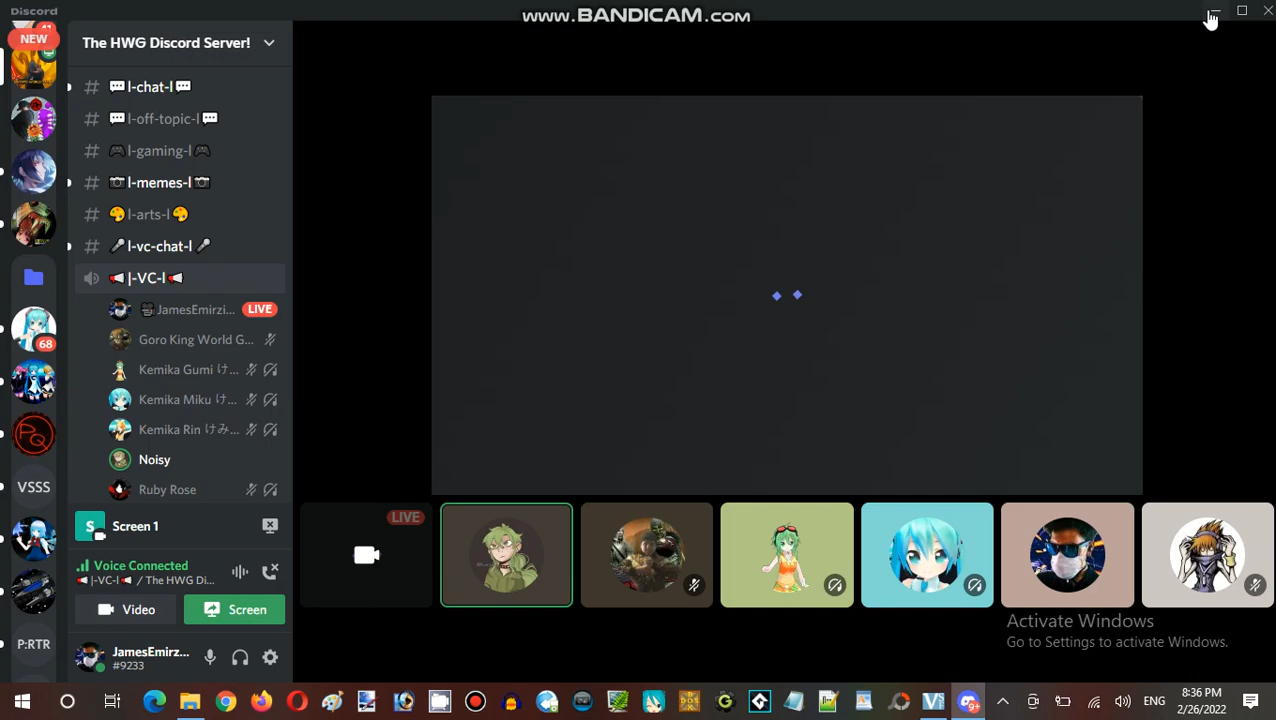 Discord
www.BANDICAM.com
NEW
The HWG Discord Server!
# 💬 l-chat-l 💬
# 💬 l-off-topic-l 💬
# 🎮 l-gaming-l 🎮
# 📷 l-memes-l 📷
# 🎨 l-arts-l 🎨
# 🎤 l-vc-chat-l 🎤
📢 |-VC-l 📢
JamesEmirzi... LIVE
Goro King World G...
Kemika Gumi け...
68
Kemika Miku け...
Kemika Rin けみ...
Noisy
VSSS
Ruby Rose
LIVE
S Screen 1
Voice Connected
📢 |-VC-l 📢 / The HWG Di...
Video
Screen
Activate Windows
Go to Settings to activate Windows.
P:RTR
JamesEmirz...
#9233
9+
ENG
8:36 PM
2/26/2022